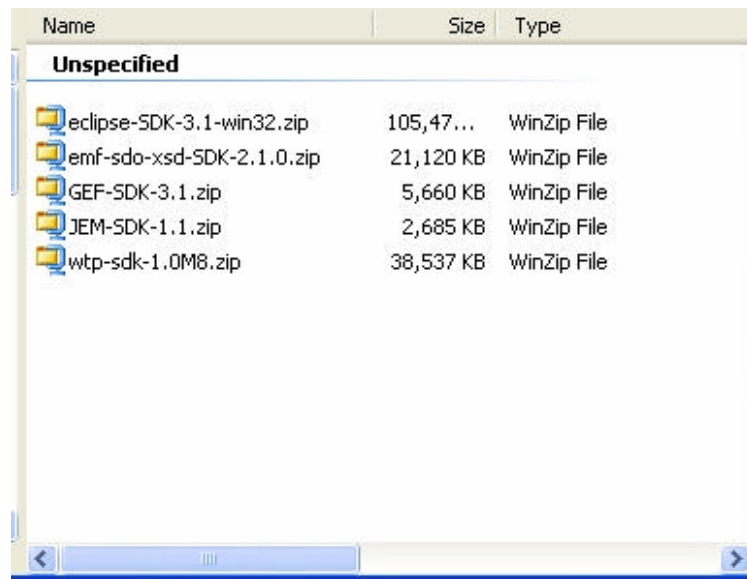 Name Size Type
Unspecified
eclipse-SDK-3.1-win32.zip 105,47... WinZip File
emf-sdo-xsd-SDK-2.1.0.zip 21,120 KB WinZip File
GEF-SDK-3.1.zip 5,660 KB WinZip File
JEM-SDK-1.1.zip 2,685 KB WinZip File
wtp-sdk-1.0M8.zip 38,537 KB WinZip File